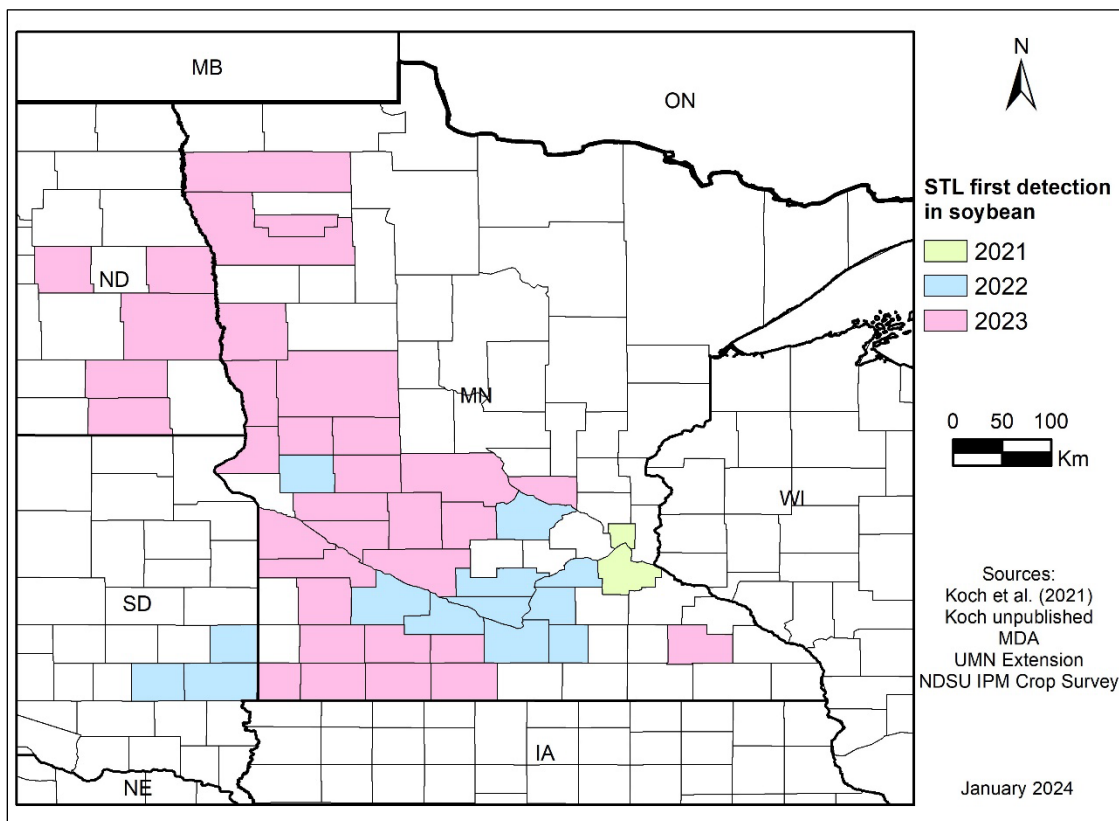 MB
ON
N
STL first detection
in soybean
2021
2022
2023
ND
MN
0 50 100
Km
WI
SD
Sources:
Koch et al. (2021)
Koch unpublished
MDA
UMN Extension
NDSU IPM Crop Survey
IA
NE
January 2024